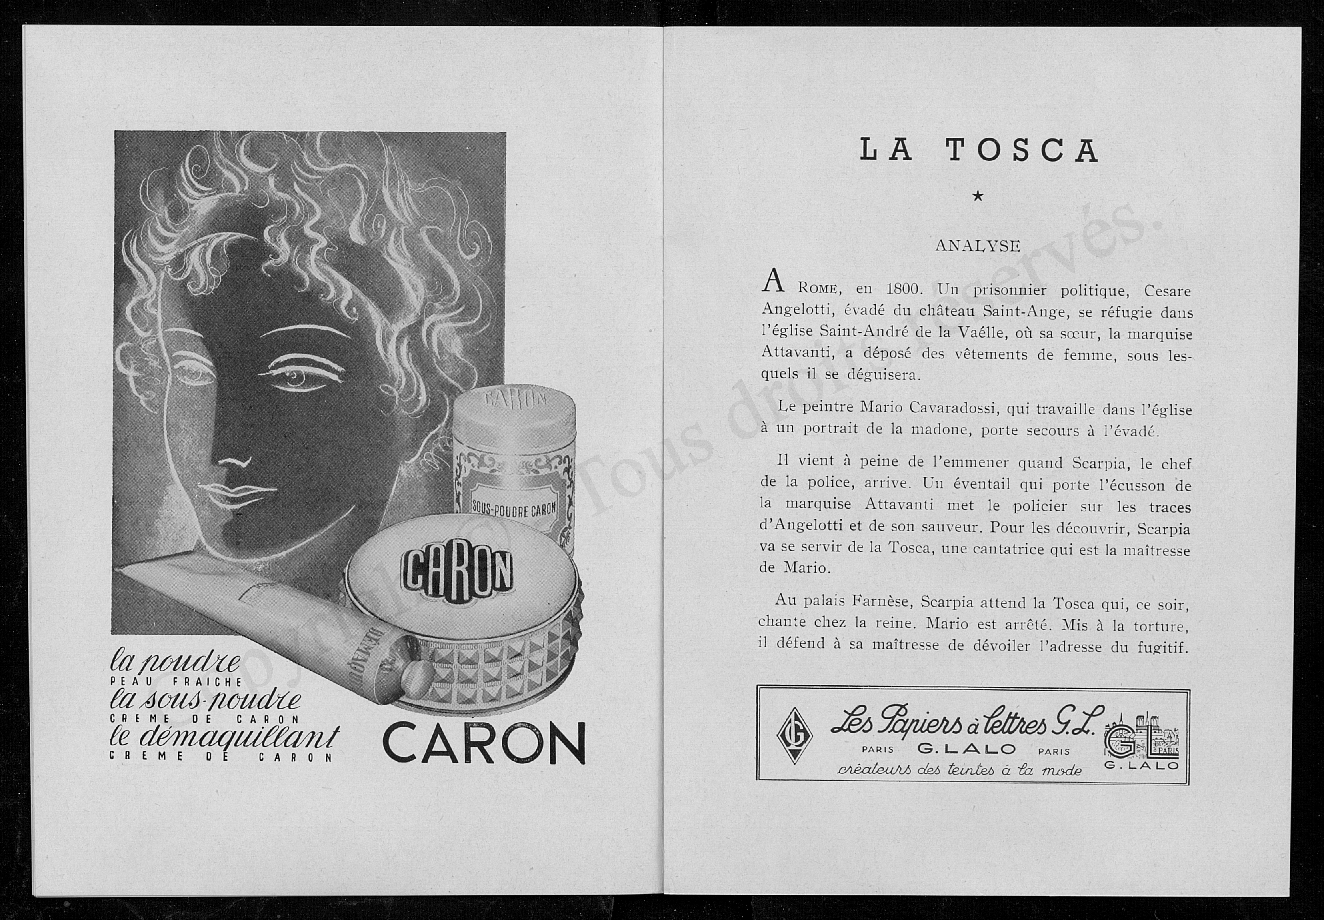 CARON
SOUS-POUDRE CARON
CARON
la poudre
PEAU FRAICHE
la sous-poudre
CREME DE CARON
le démaquillant
CREME DE CARON
CARON
LA TOSCA
★
ANALYSE
A ROME, en 1800. Un prisonnier politique, Cesare
Angelotti, évadé du château Saint-Ange, se réfugie dans
l'église Saint-André de la Vaélle, où sa sœur, la marquise
Attavanti, a déposé des vêtements de femme, sous les-
quels il se déguisera.
Le peintre Mario Cavaradossi, qui travaille dans l'église
à un portrait de la madone, porte secours à l'évadé.
Il vient à peine de l'emmener quand Scarpia, le chef
de la police, arrive. Un éventail qui porte l'écusson de
la marquise Attavanti met le policier sur les traces
d'Angelotti et de son sauveur. Pour les découvrir, Scarpia
va se servir de la Tosca, une cantatrice qui est la maîtresse
de Mario.
Au palais Farnèse, Scarpia attend la Tosca qui, ce soir,
chante chez la reine. Mario est arrêté. Mis à la torture,
il défend à sa maîtresse de dévoiler l'adresse du fugitif.
Les Papiers à lettres G.L.
PARIS G. LALO PARIS
créateurs des teintes à la mode
GL
PARIS
G. LALO
Tous droits réservés.